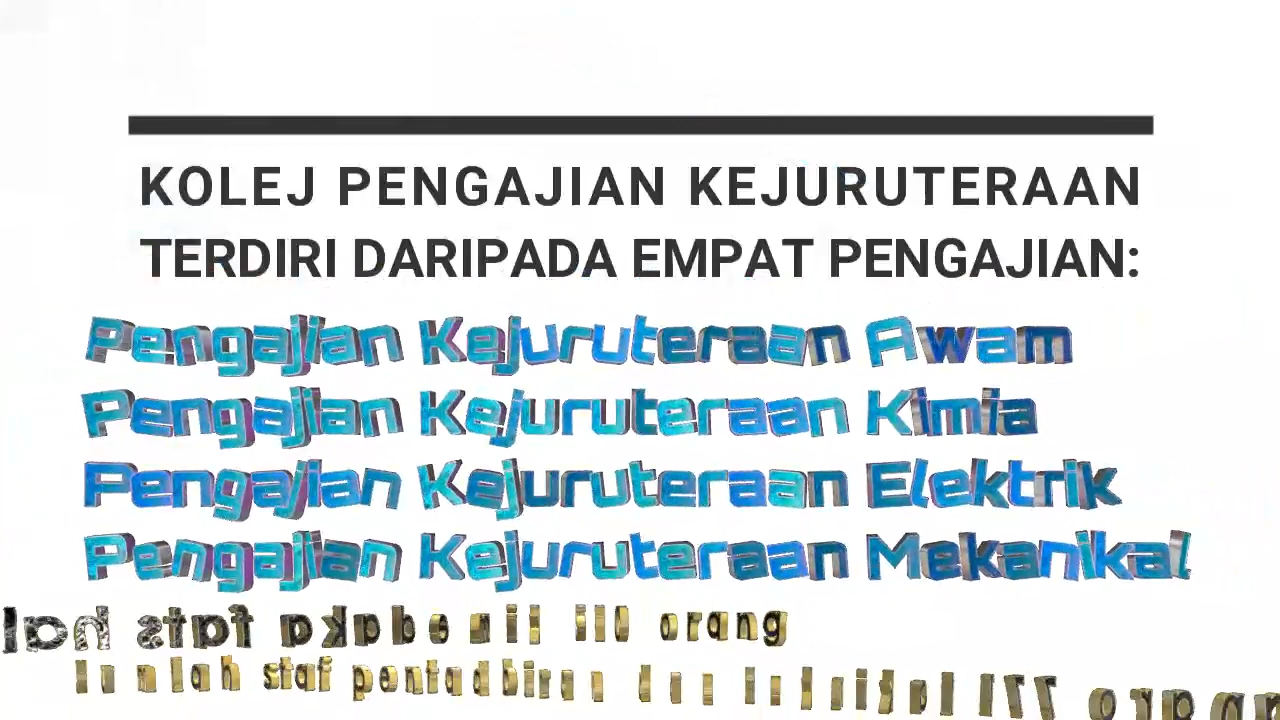 KOLEJ PENGAJIAN KEJURUTERAAN
TERDIRI DARIPADA EMPAT PENGAJIAN:
Pengajian Kejuruteraan Awam
Pengajian Kejuruteraan Kimia
Pengajian Kejuruteraan Elektrik
Pengajian Kejuruteraan Mekanikal
staf orang
staf